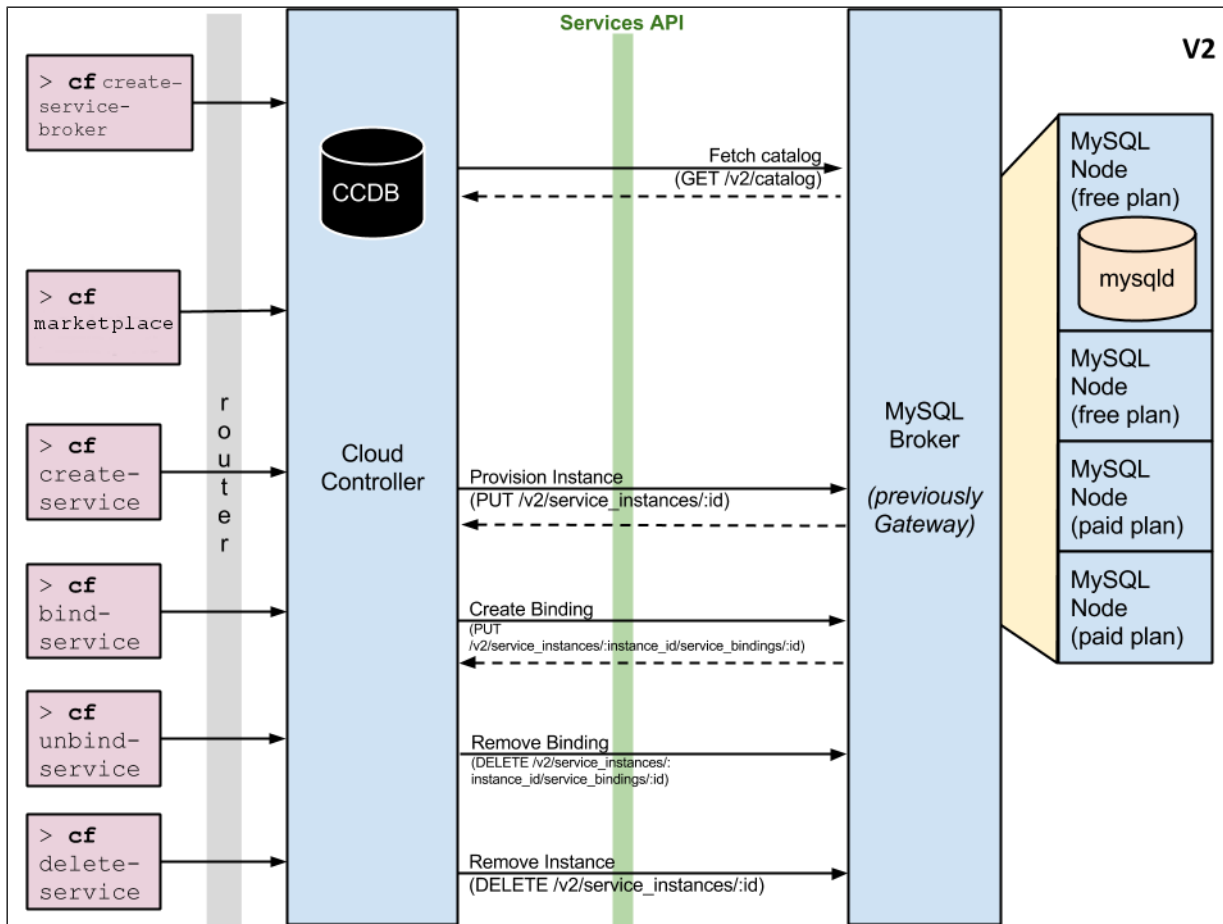 Services API
V2
> cf create-
service-
broker
Fetch catalog
(GET /v2/catalog)
CCDB
MySQL
Node
(free plan)
mysqld
> cf
marketplace
MySQL
Node
(free plan)
router
Cloud
Controller
MySQL
Broker
(previously
Gateway)
> cf
create-
service
Provision Instance
(PUT /v2/service_instances/:id)
MySQL
Node
(paid plan)
> cf
bind-
service
Create Binding
(PUT
/v2/service_instances/:instance_id/service_bindings/:id)
MySQL
Node
(paid plan)
> cf
unbind-
service
Remove Binding
(DELETE /v2/service_instances/:
instance_id/service_bindings/:id)
> cf
delete-
service
Remove Instance
(DELETE /v2/service_instances/:id)